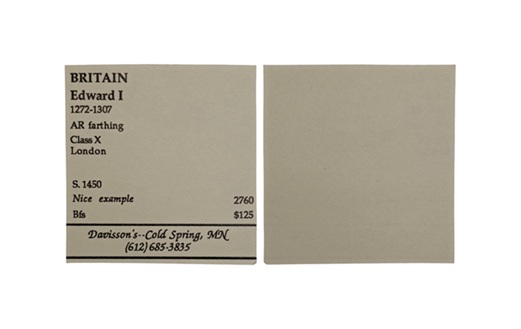 BRITAIN
Edward I
1272-1307
AR farthing
Class X
London
S. 1450
Nice example 2760
Bfs $125
Davisson's--Cold Spring, MN
(612) 685-3835